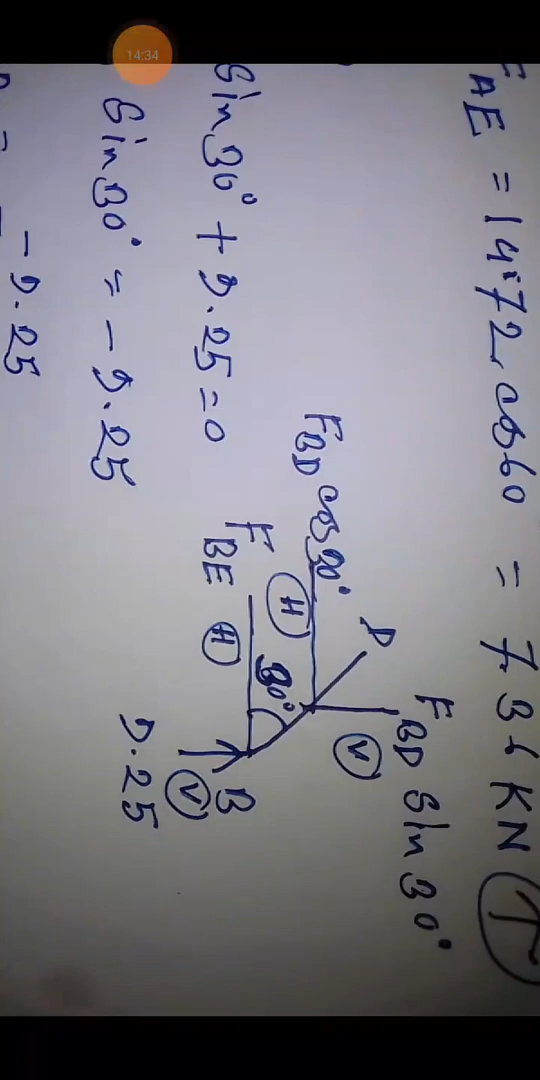 14:34
FAE = 14.72 cos60 = 7.36 KN (T
Sin30° + 9.25 = 0
Sin30° = - 9.25
- 9.25
FBD cos30°
(H)
D
FBD Sin30°
(V)
FBE
(H)
30°
B
(V)
9.25